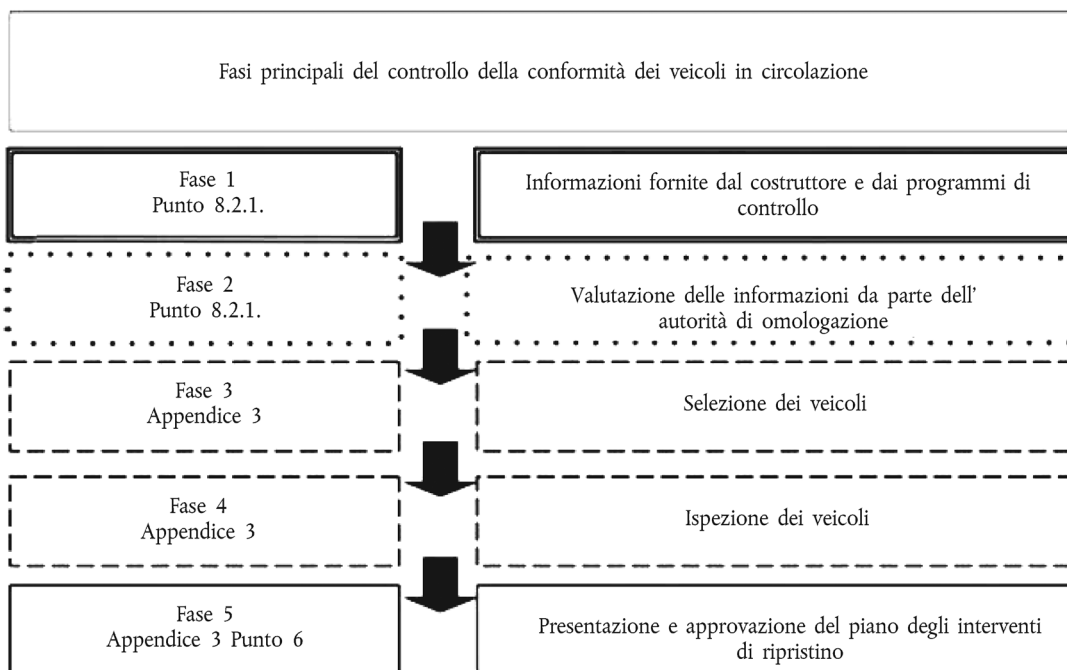 Fasi principali del controllo della conformità dei veicoli in circolazione
Fase 1
Punto 8.2.1.
Informazioni fornite dal costruttore e dai programmi di
controllo
Fase 2
Punto 8.2.1.
Valutazione delle informazioni da parte dell'
autorità di omologazione
Fase 3
Appendice 3
Selezione dei veicoli
Fase 4
Appendice 3
Ispezione dei veicoli
Fase 5
Appendice 3 Punto 6
Presentazione e approvazione del piano degli interventi
di ripristino